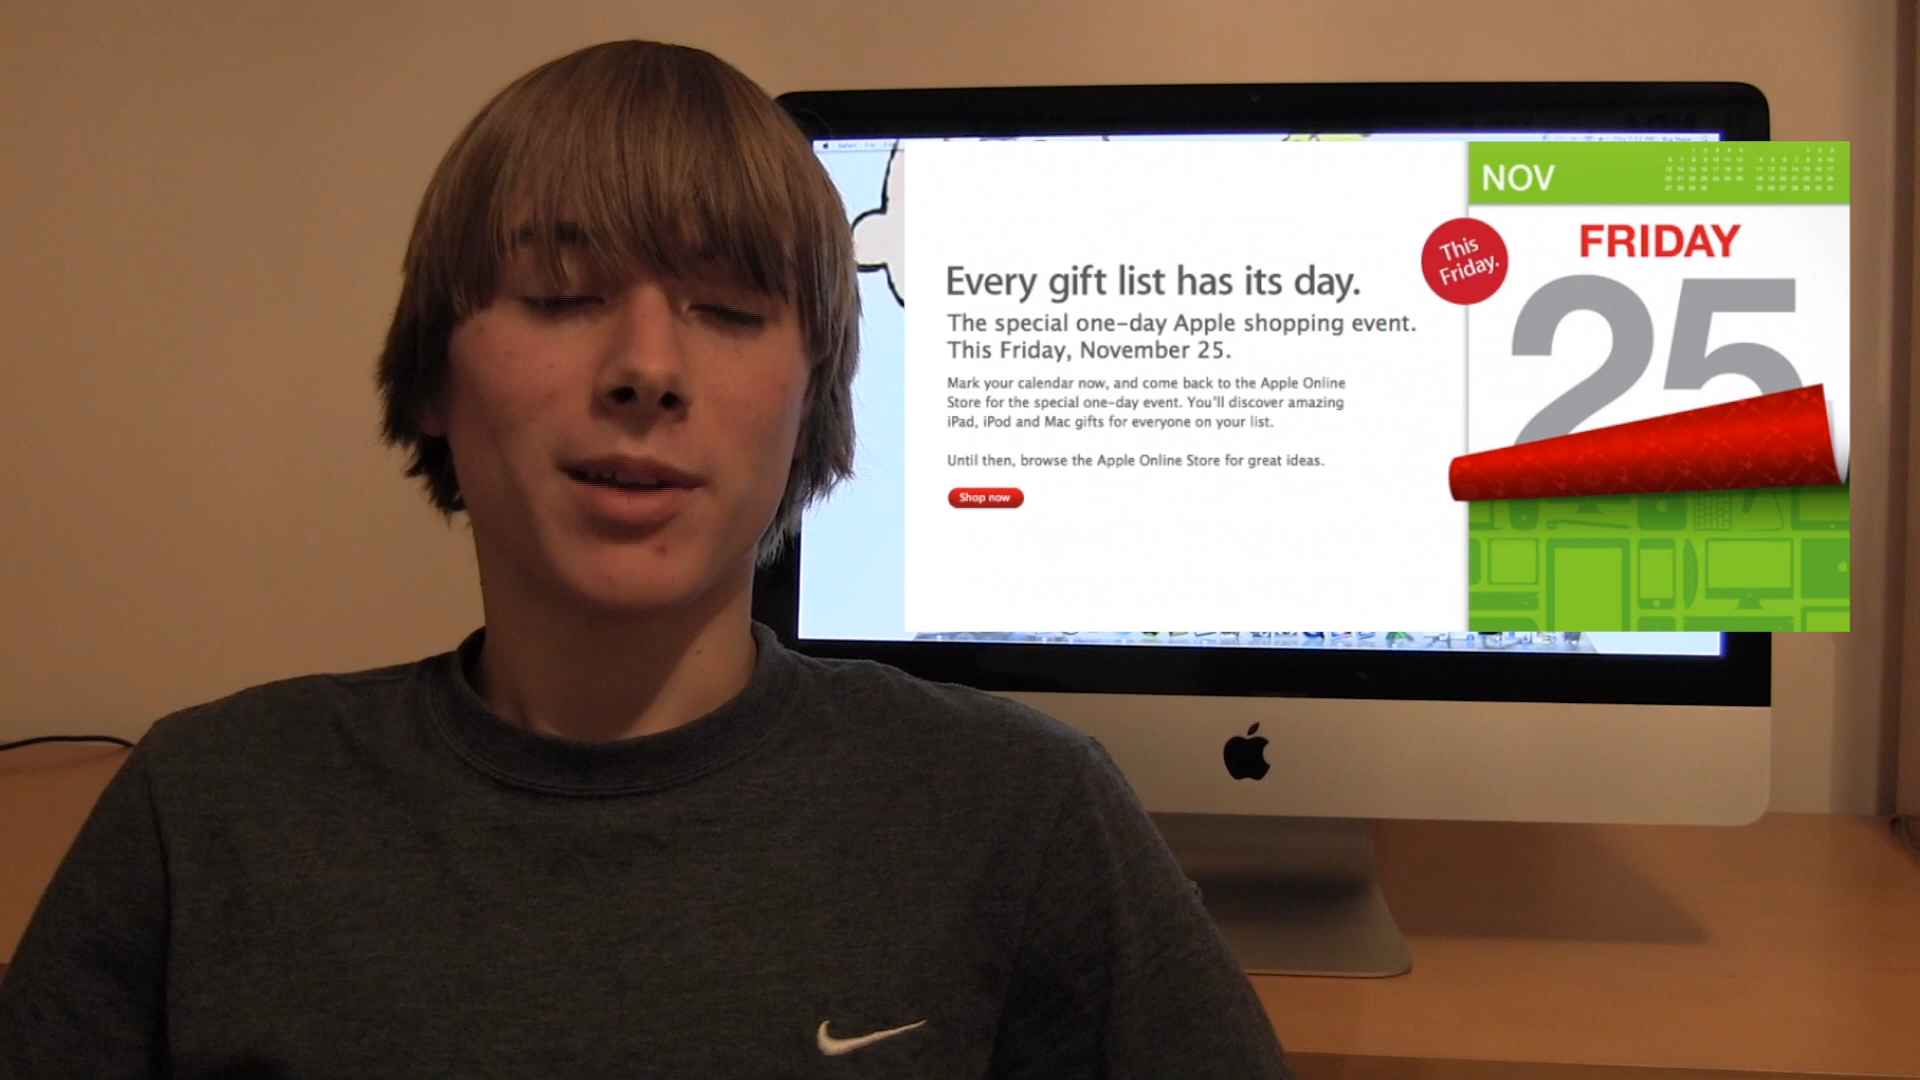 Every gift list has its day.
The special one-day Apple shopping event.
This Friday, November 25.
Mark your calendar now, and come back to the Apple Online
Store for the special one-day event. You'll discover amazing
iPad, iPod and Mac gifts for everyone on your list.
Until then, browse the Apple Online Store for great ideas.
Shop now
NOV
This
Friday.
FRIDAY
25